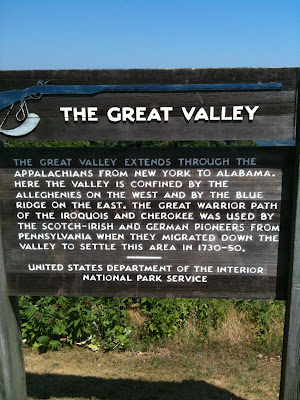 THE GREAT VALLEY
THE GREAT VALLEY EXTENDS THROUGH THE
APPALACHIANS FROM NEW YORK TO ALABAMA.
HERE THE VALLEY IS CONFINED BY THE
ALLEGHENIES ON THE WEST AND BY THE BLUE
RIDGE ON THE EAST. THE GREAT WARRIOR PATH
OF THE IROQUOIS AND CHEROKEE WAS USED BY
THE SCOTCH-IRISH AND GERMAN PIONEERS FROM
PENNSYLVANIA WHEN THEY MIGRATED DOWN THE
VALLEY TO SETTLE THIS AREA IN 1730-50.
UNITED STATES DEPARTMENT OF THE INTERIOR
NATIONAL PARK SERVICE